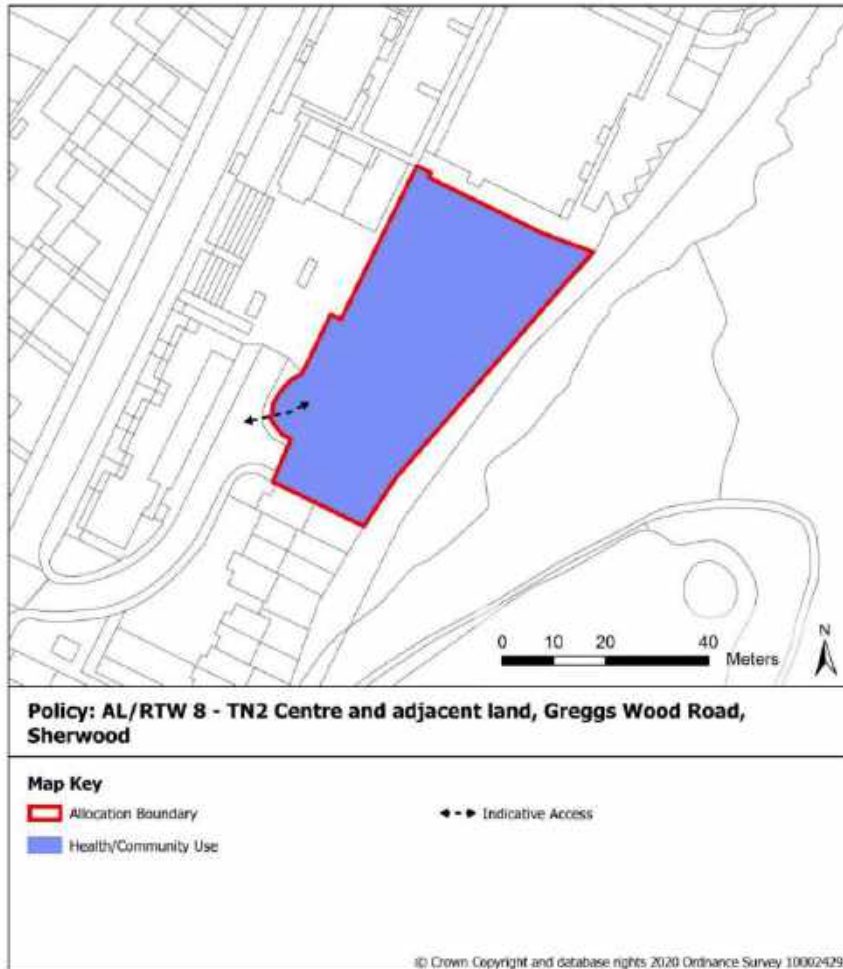 0 10 20 40 Meters
N
Policy: AL/RTW 8 - TN2 Centre and adjacent land, Greggs Wood Road,
Sherwood
Map Key
Allocation Boundary
Indicative Access
Health/Community Use
© Crown Copyright and database rights 2020 Ordnance Survey 10002429